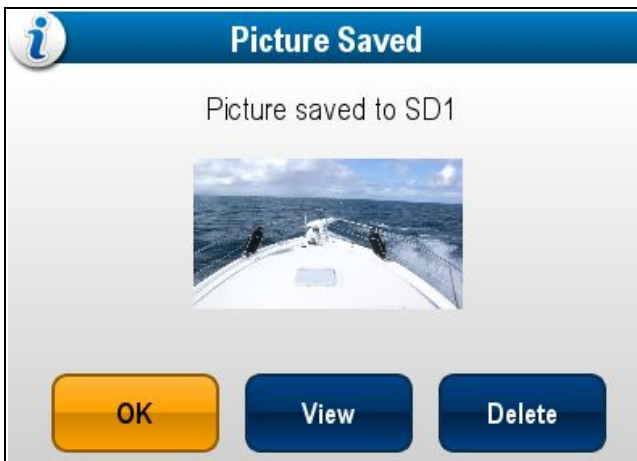 i
Picture Saved
Picture saved to SD1
OK
View
Delete